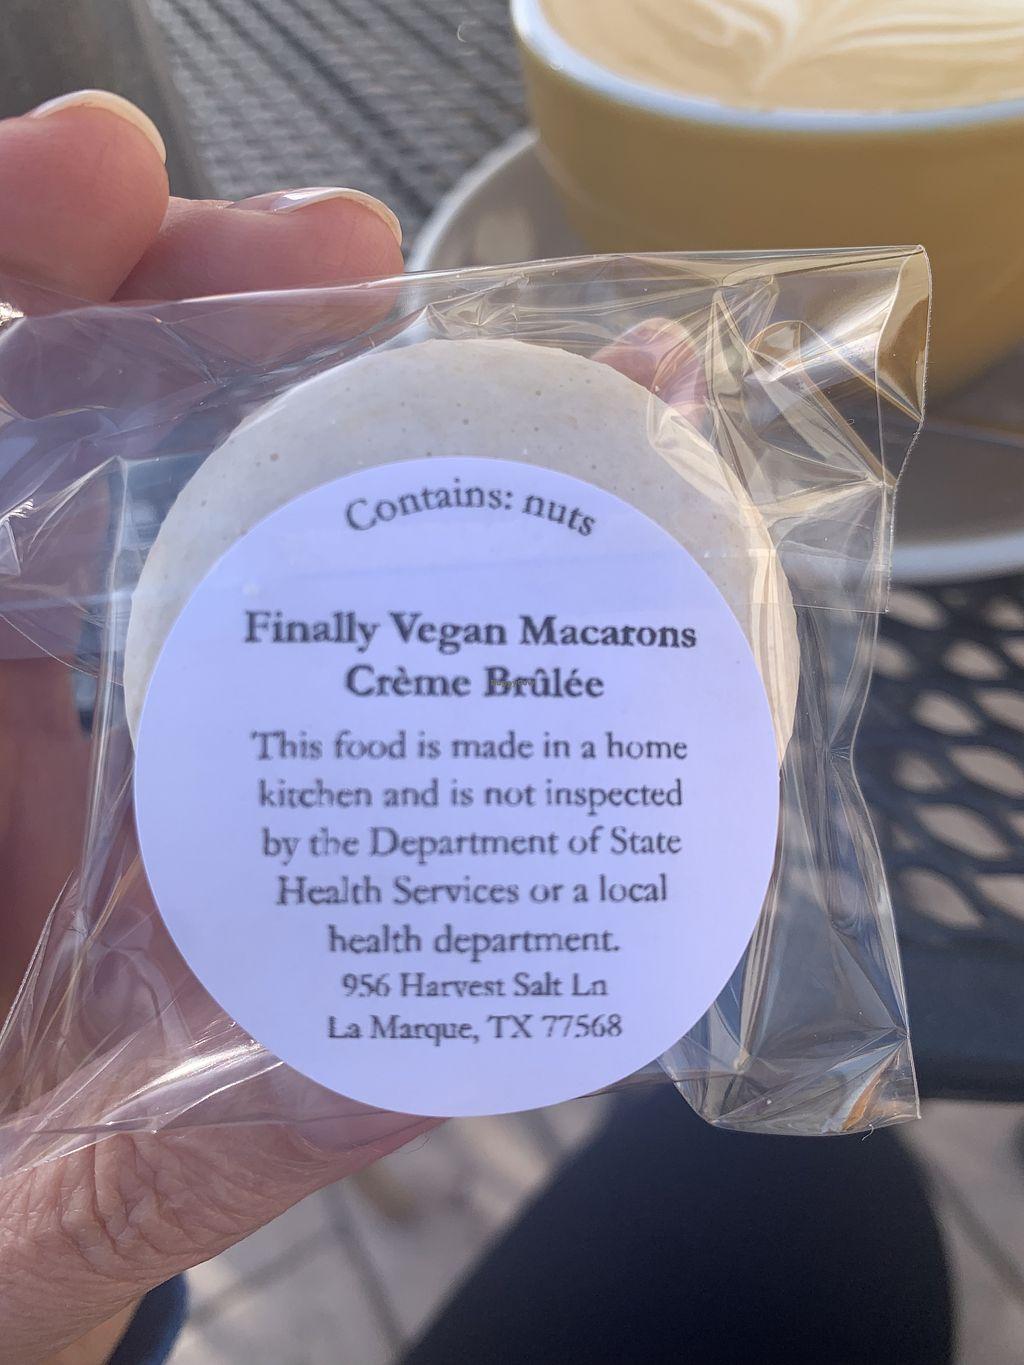 Contains: nuts
Finally Vegan Macarons
Crème Brûlée
This food is made in a home
kitchen and is not inspected
by the Department of State
Health Services or a local
health department.
956 Harvest Salt Ln
La Marque, TX 77568